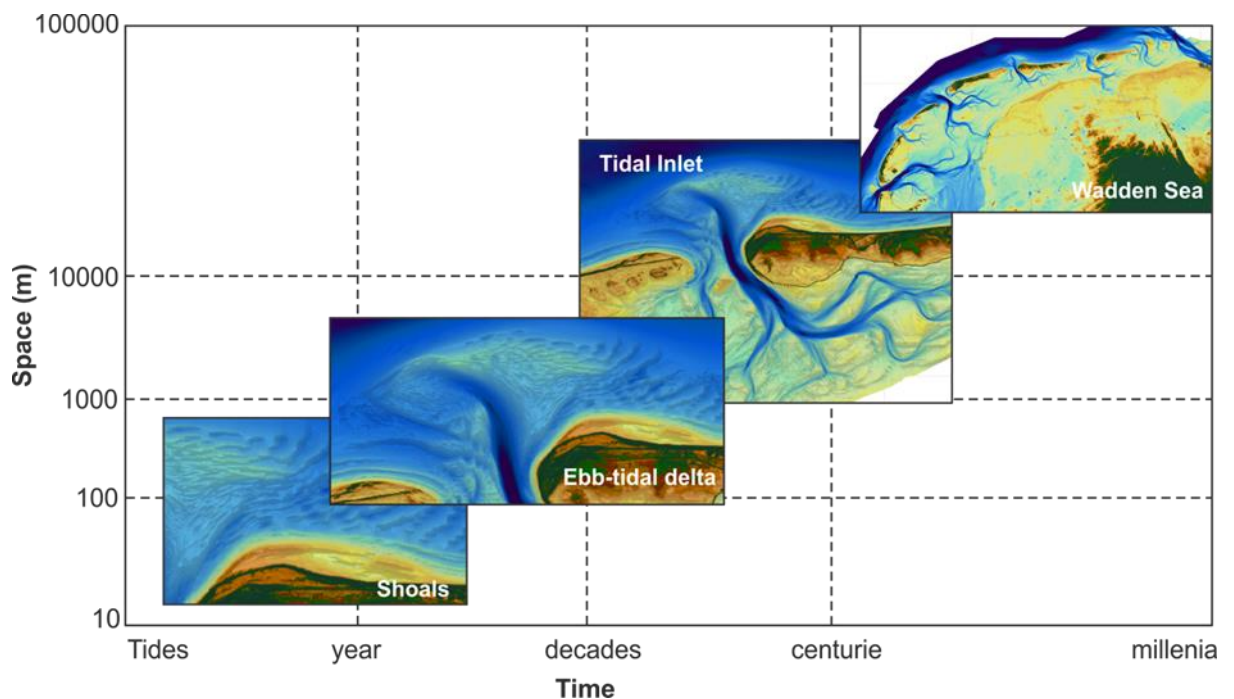 100000
10000
1000
100
10
Space (m)
Tidal Inlet
Wadden Sea
Ebb-tidal delta
Shoals
Tides
year
decades
centurie
millenia
Time